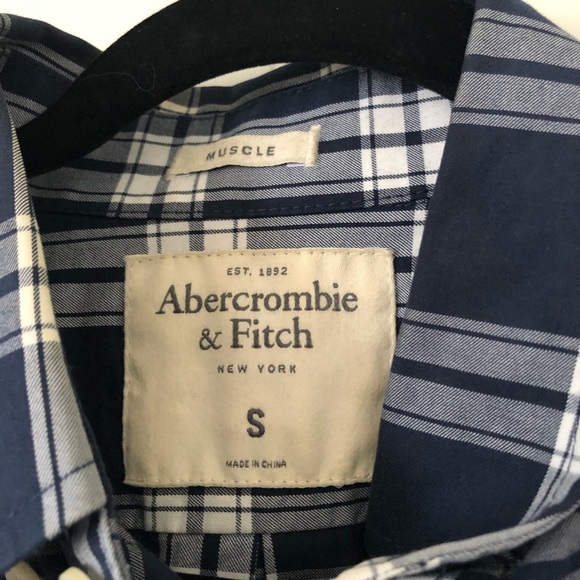 MUSCLE
EST. 1892
Abercrombie
& Fitch
NEW YORK
S
MADE IN CHINA